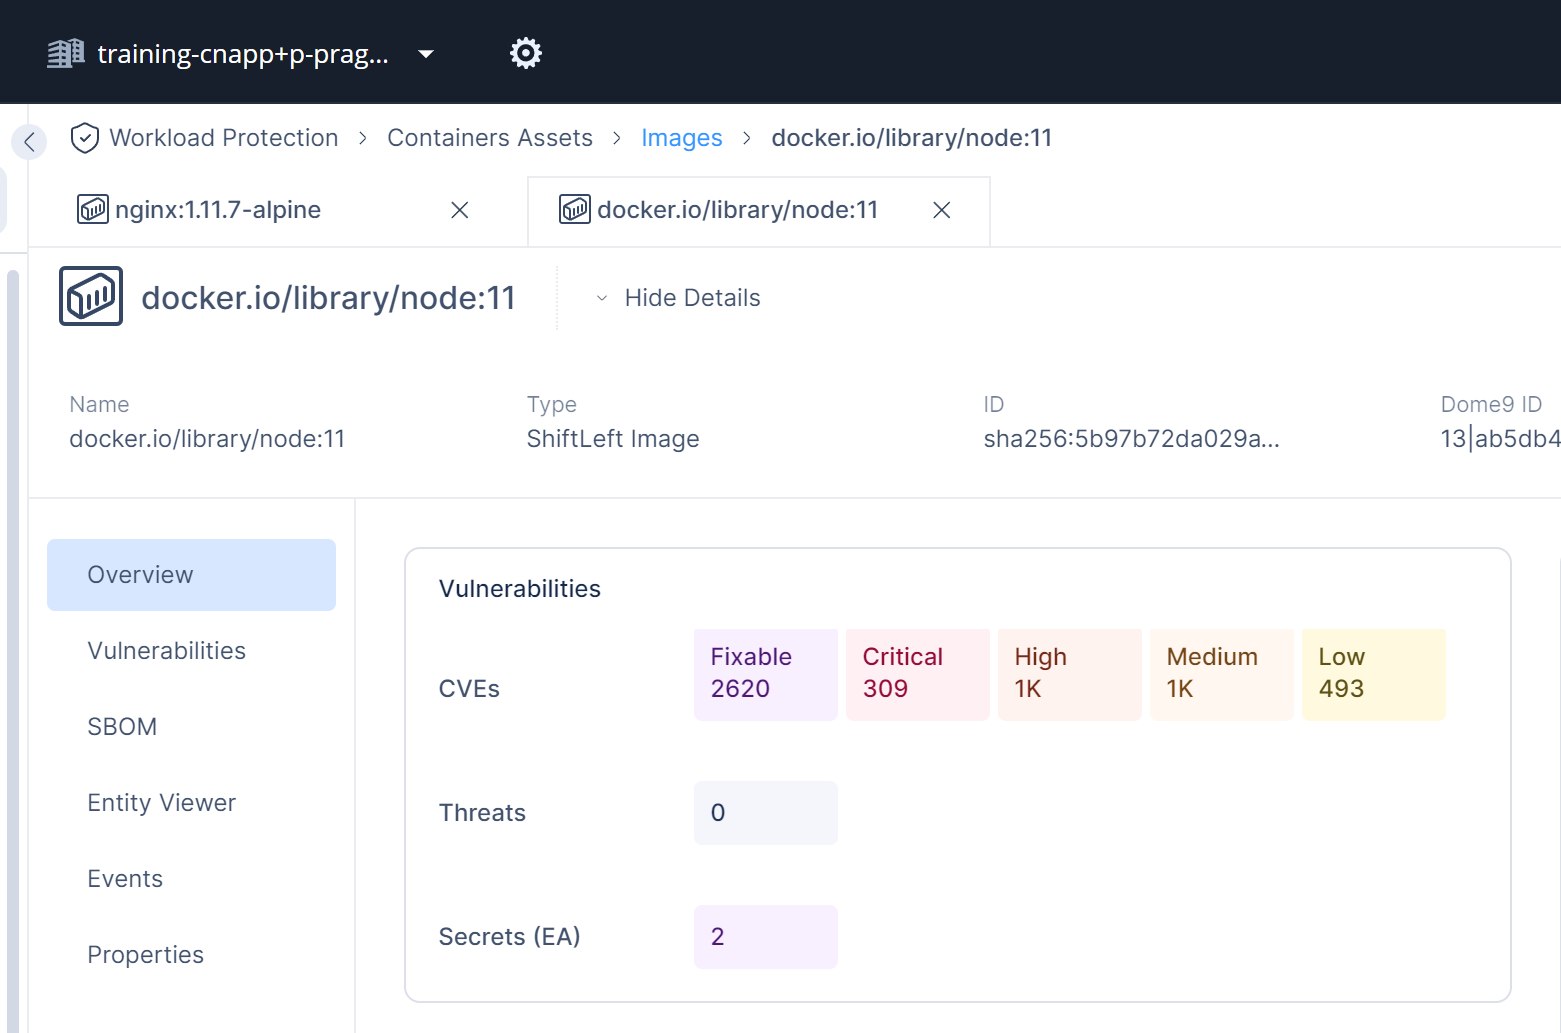 training-cnapp+p-prag...
Workload Protection > Containers Assets > Images > docker.io/library/node:11
nginx:1.11.7-alpine
docker.io/library/node:11
docker.io/library/node:11
Hide Details
Name
docker.io/library/node:11
Type
ShiftLeft Image
ID
sha256:5b97b72da029a...
Dome9 ID
13|ab5db4
Overview
Vulnerabilities
SBOM
Entity Viewer
Events
Properties
Vulnerabilities
CVEs
Fixable
2620
Critical
309
High
1K
Medium
1K
Low
493
Threats
0
Secrets (EA)
2